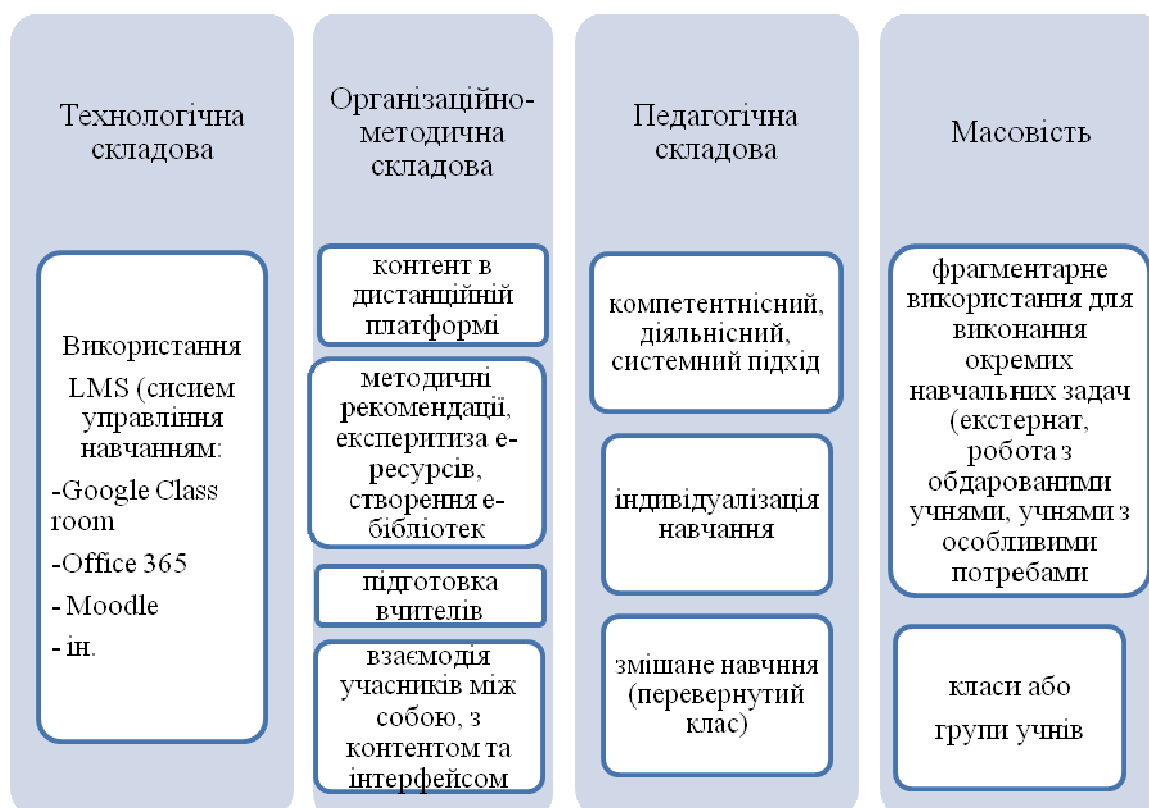 Технологічна
складова
Використання
LMS (сисием
управління
навчанням:
-Google Class
room
-Office 365
- Moodle
- ін.
Організаційно-
методична
складова
контент в
дистанційній
платформі
методичні
рекомендації,
експеритиза е-
ресурсів,
створення е-
бібліотек
підготовка
вчителів
взаємодія
учасників між
собою, з
контентом та
інтерфейсом
Педагогічна
складова
компетентнісний,
діяльнісний,
системний підхід
індивідуалізація
навчання
змішане навчння
(перевернутий
клас)
Масовість
фрагментарне
використання для
виконання
окремих
навчальних задач
(екстернат,
робота з
обдарованими
учнями, учнями з
особливими
потребами
класи або
групи учнів